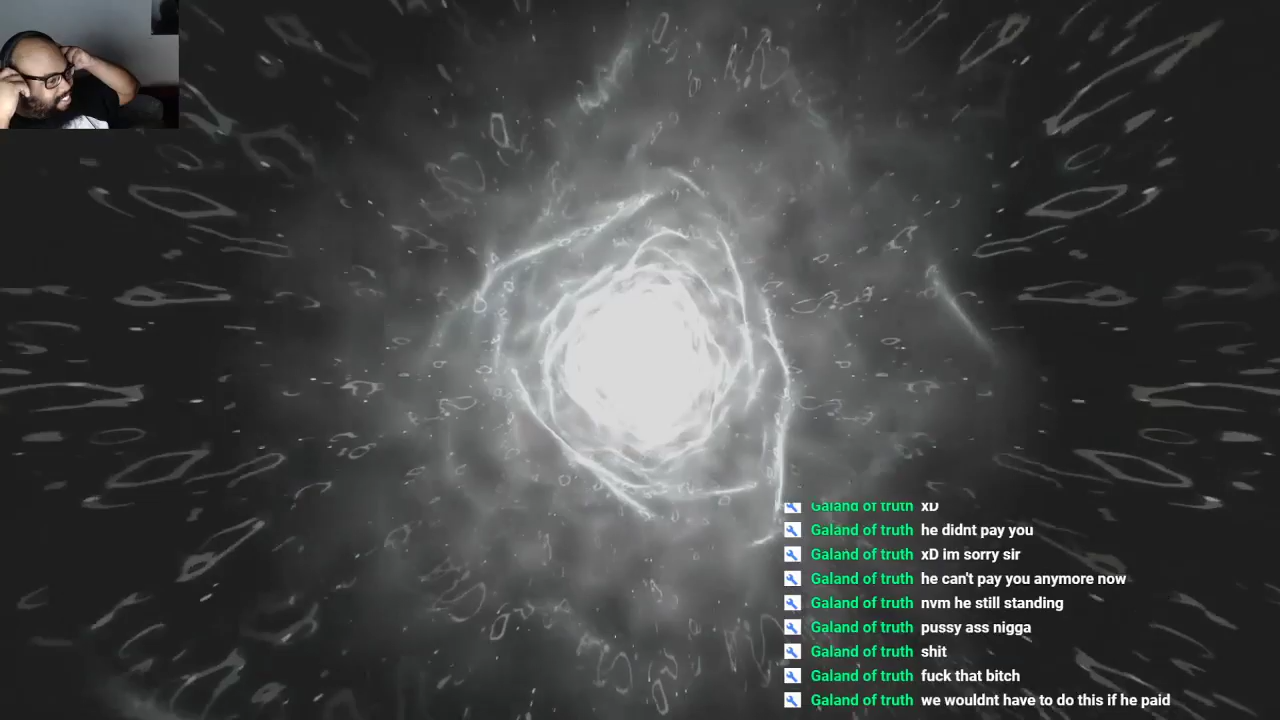 Galand of truth xD
Galand of truth he didnt pay you
Galand of truth xD im sorry sir
Galand of truth he can't pay you anymore now
Galand of truth nvm he still standing
Galand of truth pussy ass nigga
Galand of truth shit
Galand of truth fuck that bitch
Galand of truth we wouldnt have to do this if he paid